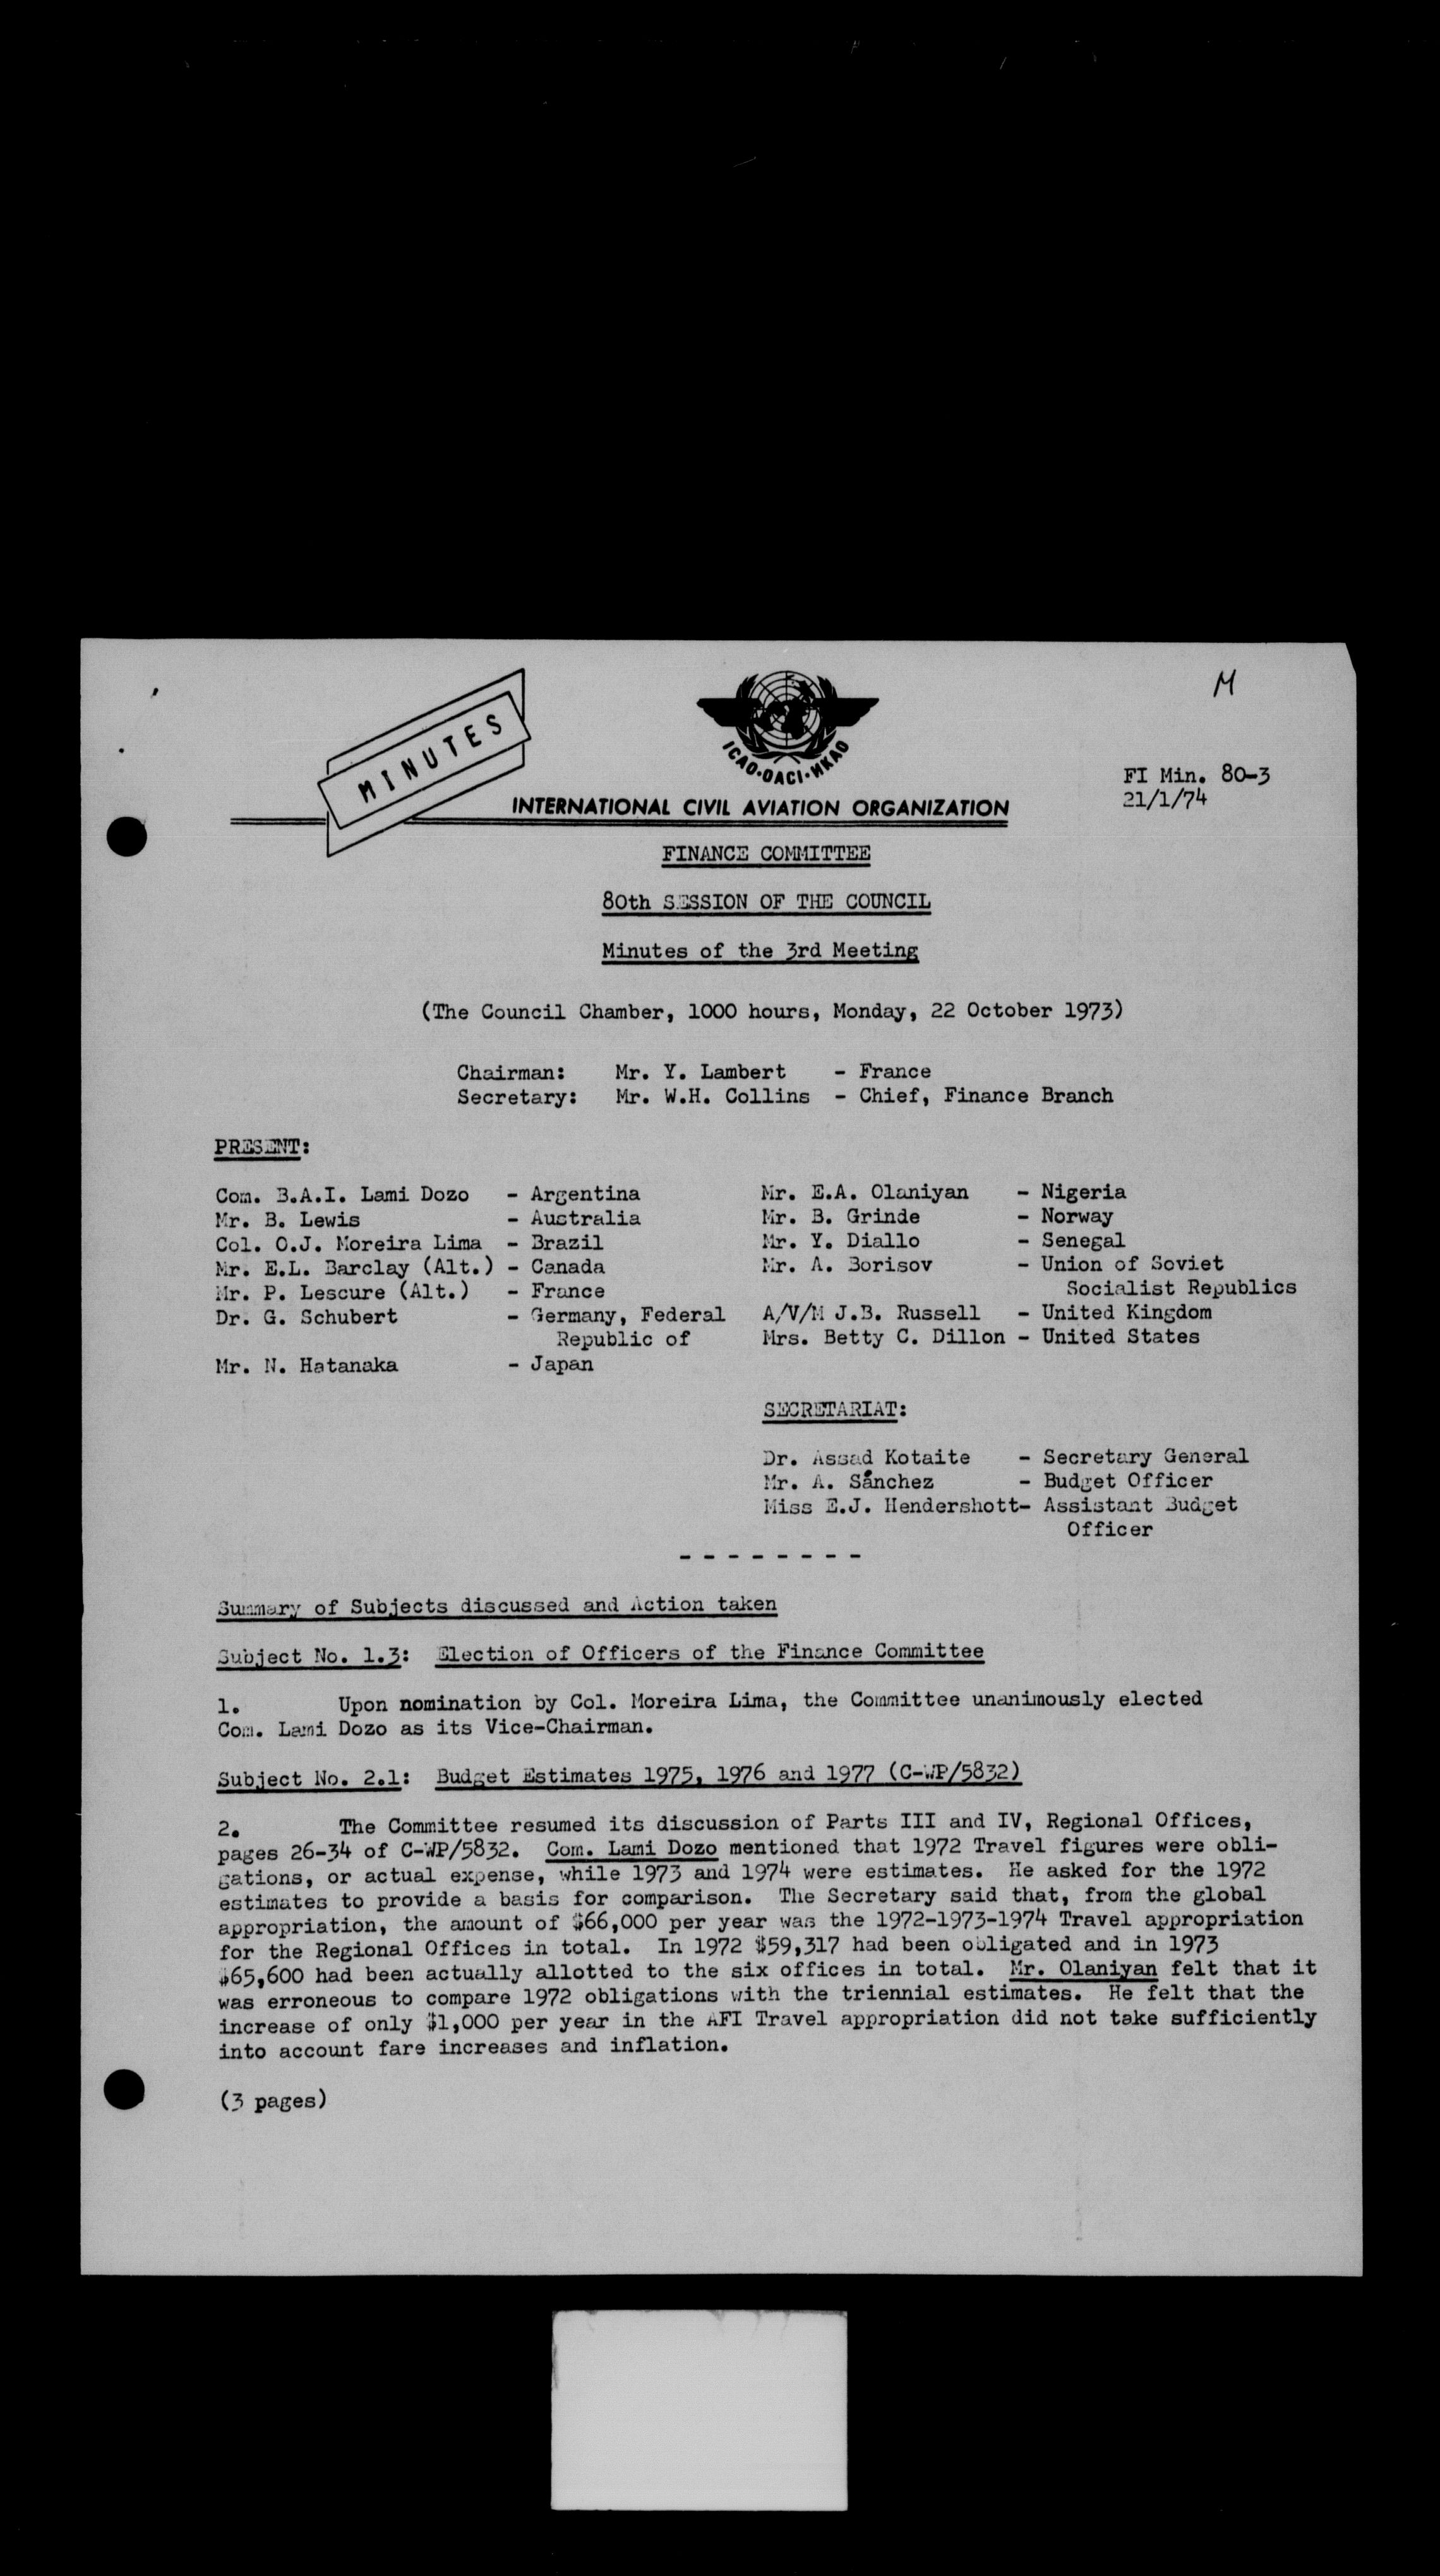 MINUTES
M
ICAO·OACI·ИКАО
FI Min. 80-3
21/1/74
INTERNATIONAL CIVIL AVIATION ORGANIZATION
FINANCE COMMITTEE
80th SESSION OF THE COUNCIL
Minutes of the 3rd Meeting
(The Council Chamber, 1000 hours, Monday, 22 October 1973)
Chairman: Mr. Y. Lambert - France
Secretary: Mr. W.H. Collins - Chief, Finance Branch
PRESENT:
Com. B.A.I. Lami Dozo - Argentina
Mr. B. Lewis - Australia
Col. O.J. Moreira Lima - Brazil
Mr. E.L. Barclay (Alt.) - Canada
Mr. P. Lescure (Alt.) - France
Dr. G. Schubert - Germany, Federal
Republic of
Mr. N. Hatanaka - Japan
Mr. E.A. Olaniyan - Nigeria
Mr. B. Grinde - Norway
Mr. Y. Diallo - Senegal
Mr. A. Borisov - Union of Soviet
Socialist Republics
A/V/M J.B. Russell - United Kingdom
Mrs. Betty C. Dillon - United States
SECRETARIAT:
Dr. Assad Kotaite - Secretary General
Mr. A. Sánchez - Budget Officer
Miss E.J. Hendershott- Assistant Budget
Officer
- - - - - - - -
Summary of Subjects discussed and Action taken
Subject No. 1.3: Election of Officers of the Finance Committee
1. Upon nomination by Col. Moreira Lima, the Committee unanimously elected
Com. Lami Dozo as its Vice-Chairman.
Subject No. 2.1: Budget Estimates 1975, 1976 and 1977 (C-WP/5832)
2. The Committee resumed its discussion of Parts III and IV, Regional Offices,
pages 26-34 of C-WP/5832. Com. Lami Dozo mentioned that 1972 Travel figures were obli-
gations, or actual expense, while 1973 and 1974 were estimates. He asked for the 1972
estimates to provide a basis for comparison. The Secretary said that, from the global
appropriation, the amount of $66,000 per year was the 1972-1973-1974 Travel appropriation
for the Regional Offices in total. In 1972 $59,317 had been obligated and in 1973
$65,600 had been actually allotted to the six offices in total. Mr. Olaniyan felt that it
was erroneous to compare 1972 obligations with the triennial estimates. He felt that the
increase of only $1,000 per year in the AFI Travel appropriation did not take sufficiently
into account fare increases and inflation.
(3 pages)